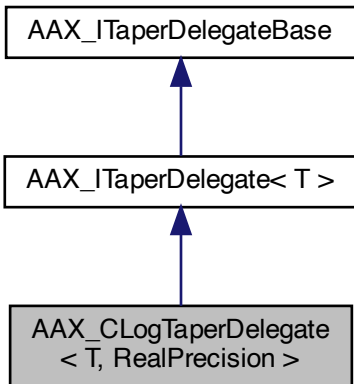 AAX_ITaperDelegateBase
AAX_ITaperDelegate< T >
AAX_CLogTaperDelegate
< T, RealPrecision >